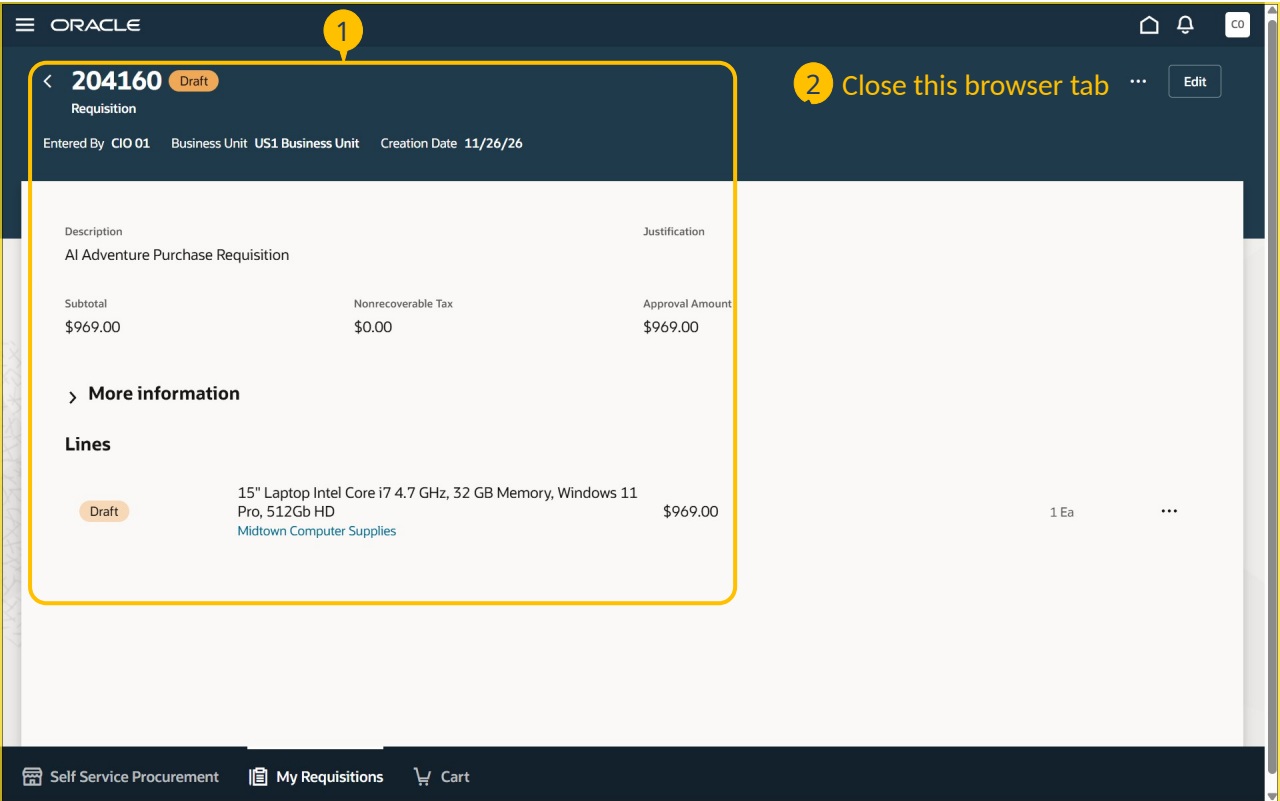 ORACLE
CO
1
204160 Draft
2 Close this browser tab
Edit
Requisition
Entered By CIO 01 Business Unit US1 Business Unit Creation Date 11/26/26
Description
Justification
AI Adventure Purchase Requisition
Subtotal
Nonrecoverable Tax
Approval Amount
$969.00
$0.00
$969.00
More information
Lines
Draft
15" Laptop Intel Core i7 4.7 GHz, 32 GB Memory, Windows 11
Pro, 512Gb HD
Midtown Computer Supplies
$969.00
1 Ea
Self Service Procurement
My Requisitions
Cart